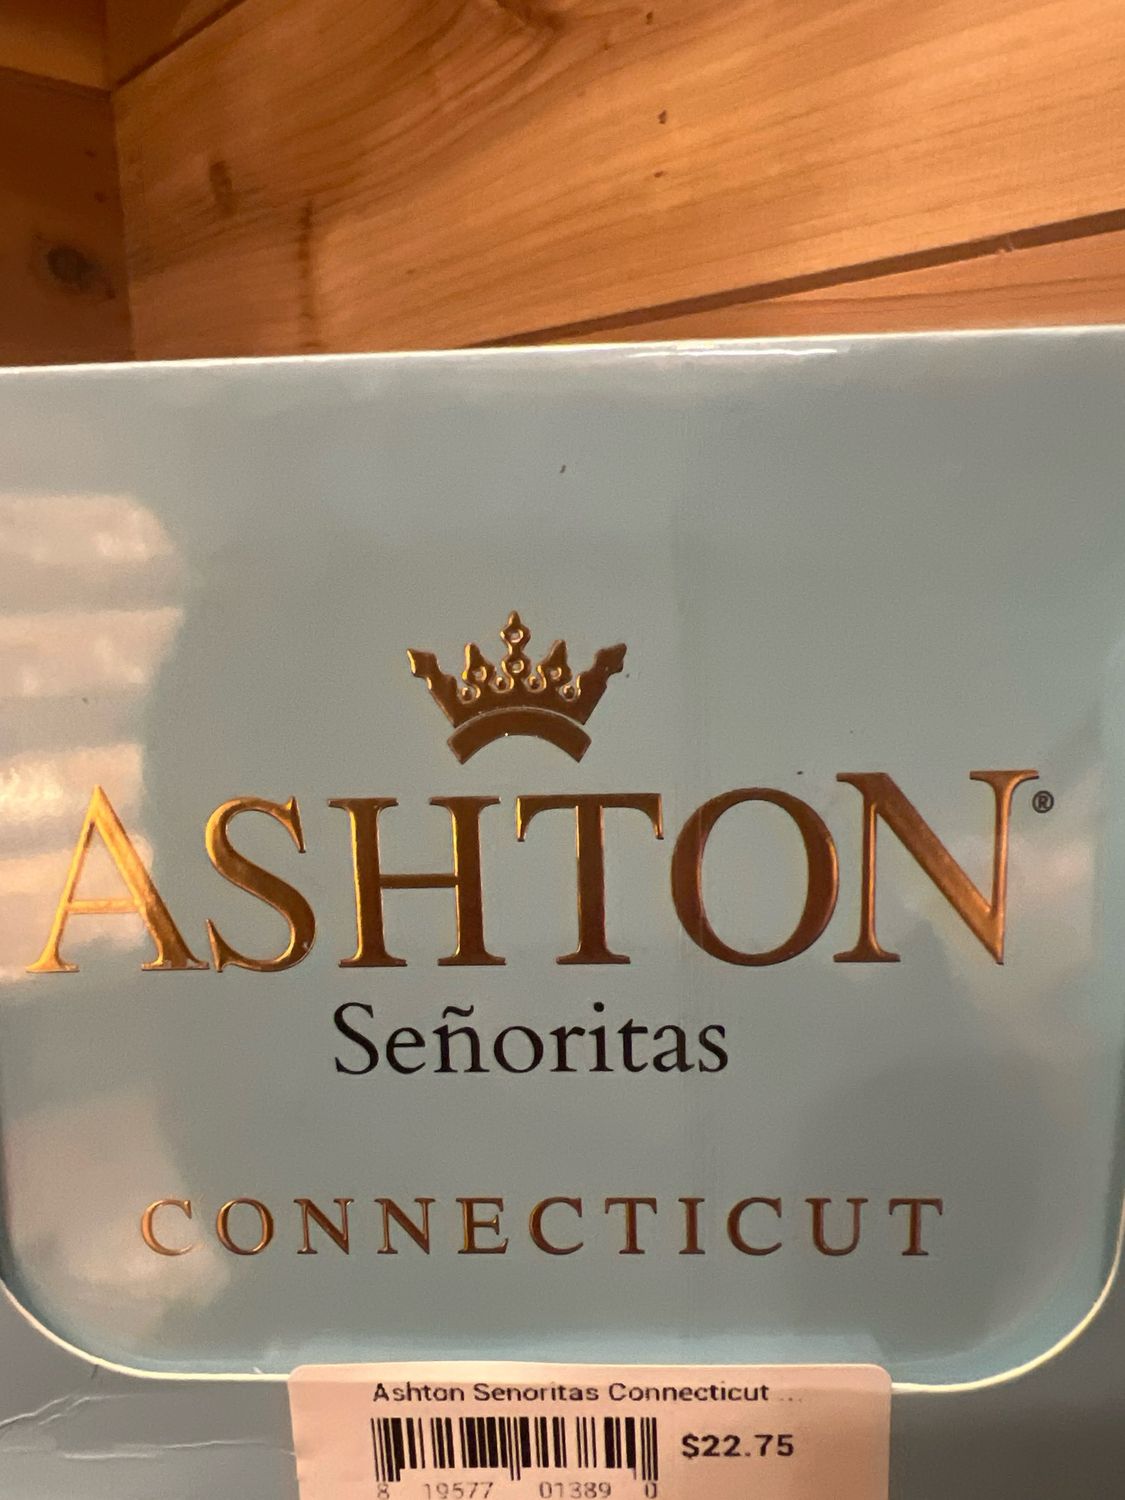 ASHTON®
Señoritas
CONNECTICUT
Ashton Senoritas Connecticut ...
$22.75
8 19577 01389 0